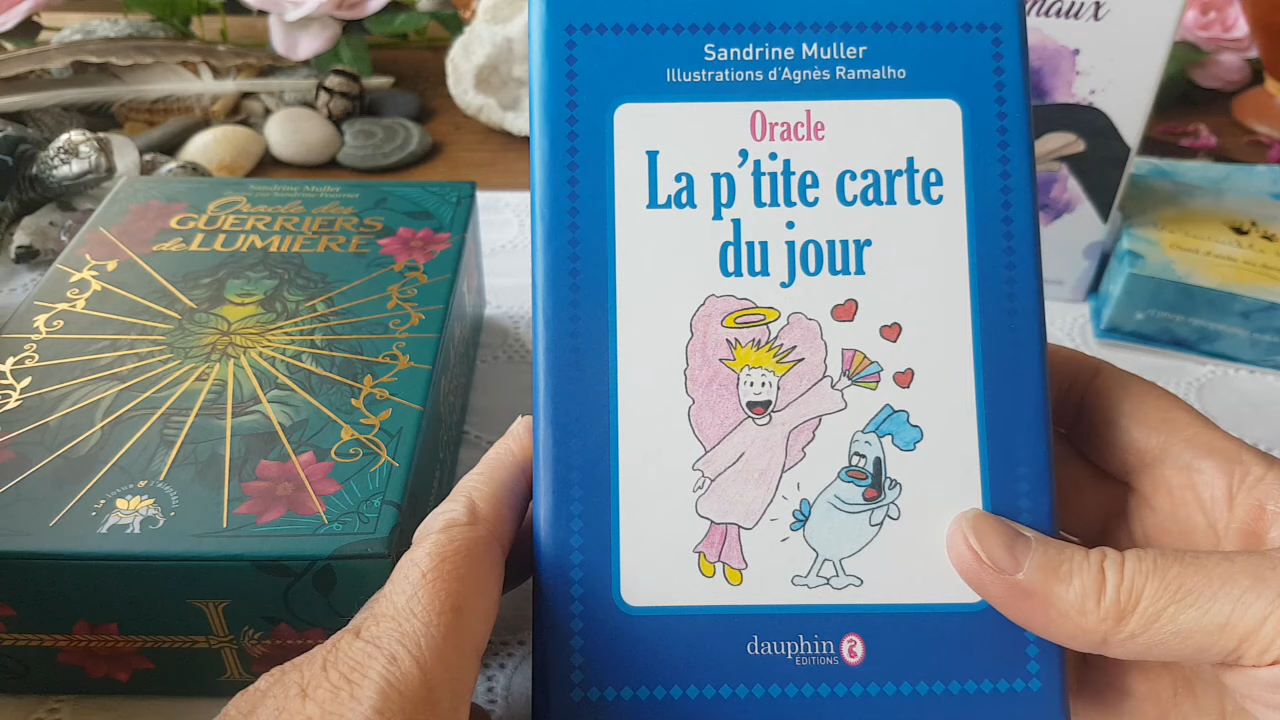 Sandrine Muller
Illustrations d'Agnès Ramalho
Oracle
La p'tite carte
du jour
dauphin
EDITIONS
Sandrine Muller
Oracle des
GUERRIERS
de LUMIÈRE